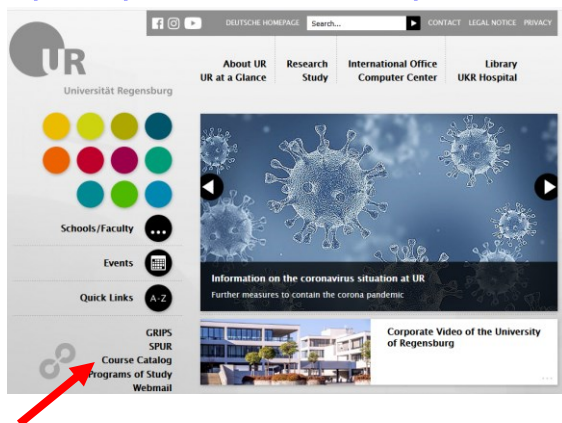 DEUTSCHE HOMEPAGE Search... CONTACT LEGAL NOTICE PRIVACY
UR
Universität Regensburg
About UR Research International Office Library
UR at a Glance Study Computer Center UKR Hospital
Schools/Faculty ...
Events
Quick Links A-Z
Information on the coronavirus situation at UR
Further measures to contain the corona pandemic
GRIPS
SPUR
Course Catalog
Programs of Study
Webmail
Corporate Video of the University
of Regensburg
...